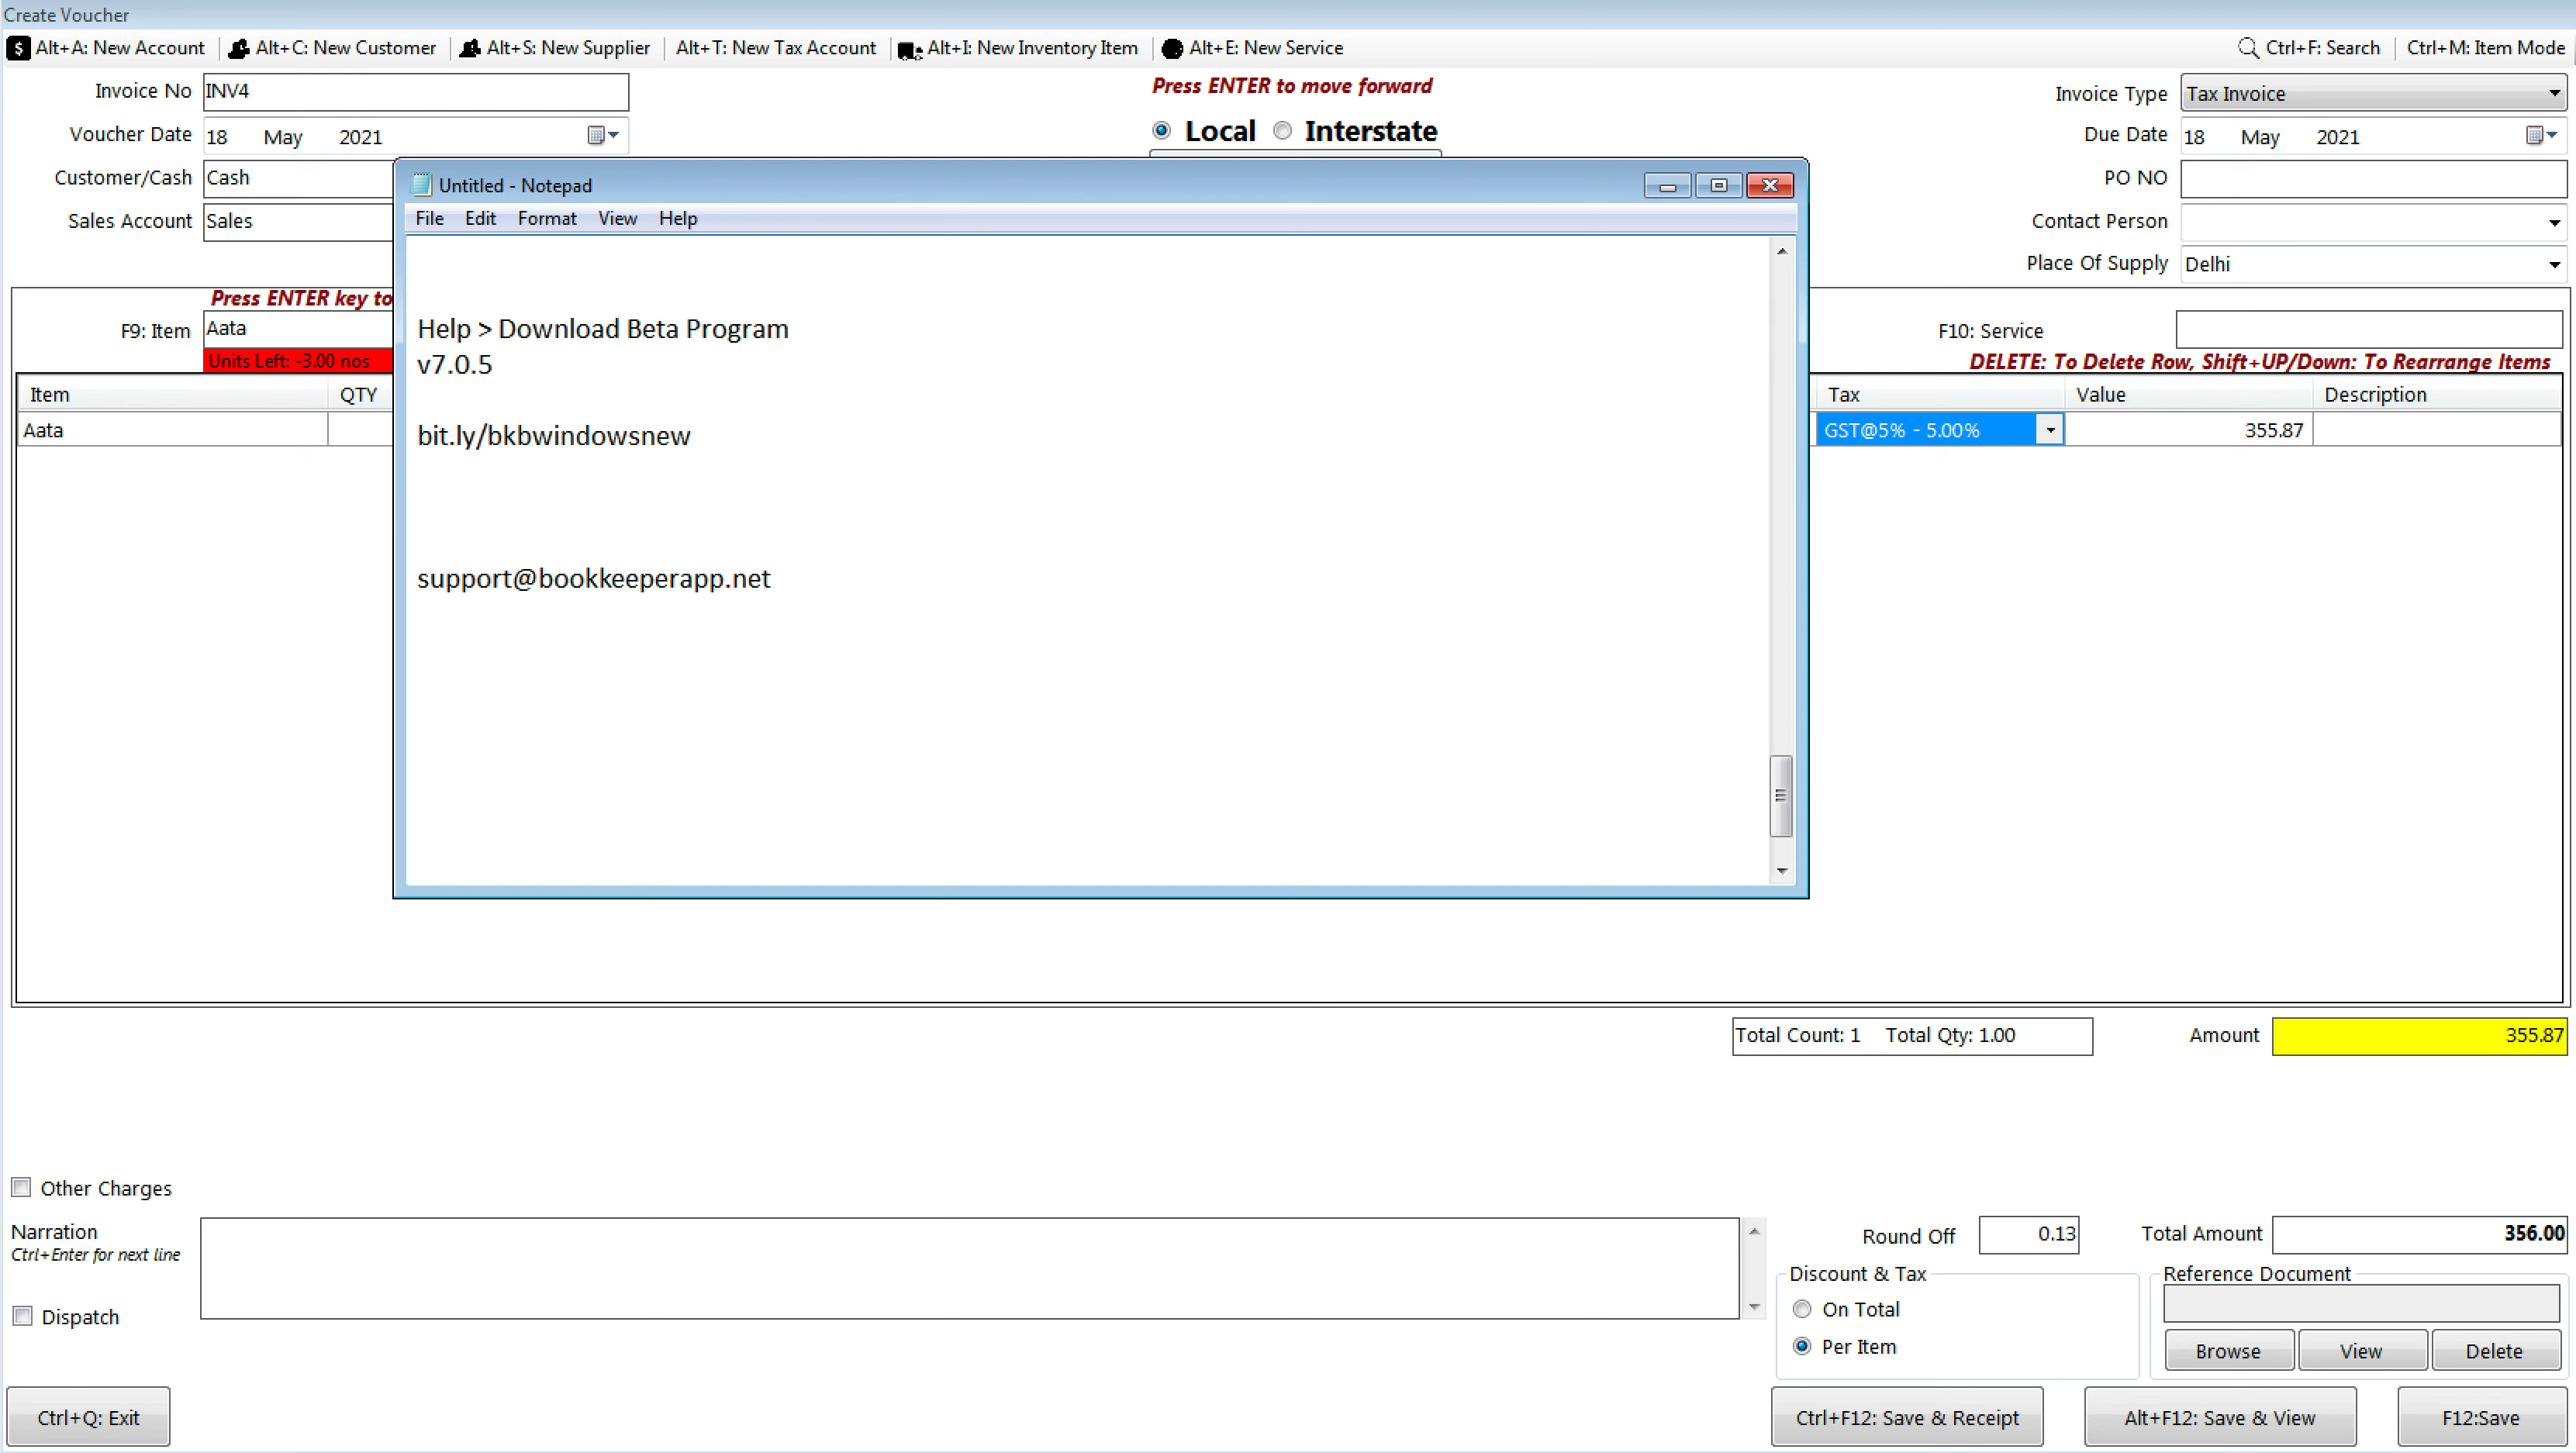 Create Voucher
Alt+A: New Account Alt+C: New Customer Alt+S: New Supplier Alt+T: New Tax Account Alt+I: New Inventory Item Alt+E: New Service Ctrl+F: Search Ctrl+M: Item Mode
Invoice No INV4
Press ENTER to move forward
Invoice Type Tax Invoice
Voucher Date 18 May 2021
Local Interstate
Due Date 18 May 2021
Customer/Cash Cash
PO NO
Sales Account Sales
Contact Person
Place Of Supply Delhi
Untitled - Notepad
File Edit Format View Help
Help > Download Beta Program
v7.0.5
bit.ly/bkbwindowsnew
support@bookkeeperapp.net
Press ENTER key to
F9: Item Aata
F10: Service
Units Left: -3.00 nos
DELETE: To Delete Row, Shift+UP/Down: To Rearrange Items
Item QTY Tax Value Description
Aata GST@5% - 5.00% 355.87
Total Count: 1 Total Qty: 1.00 Amount 355.87
Other Charges
Narration
Ctrl+Enter for next line
Round Off 0.13 Total Amount 356.00
Discount & Tax
On Total
Per Item
Reference Document
Browse View Delete
Dispatch
Ctrl+Q: Exit Ctrl+F12: Save & Receipt Alt+F12: Save & View F12:Save